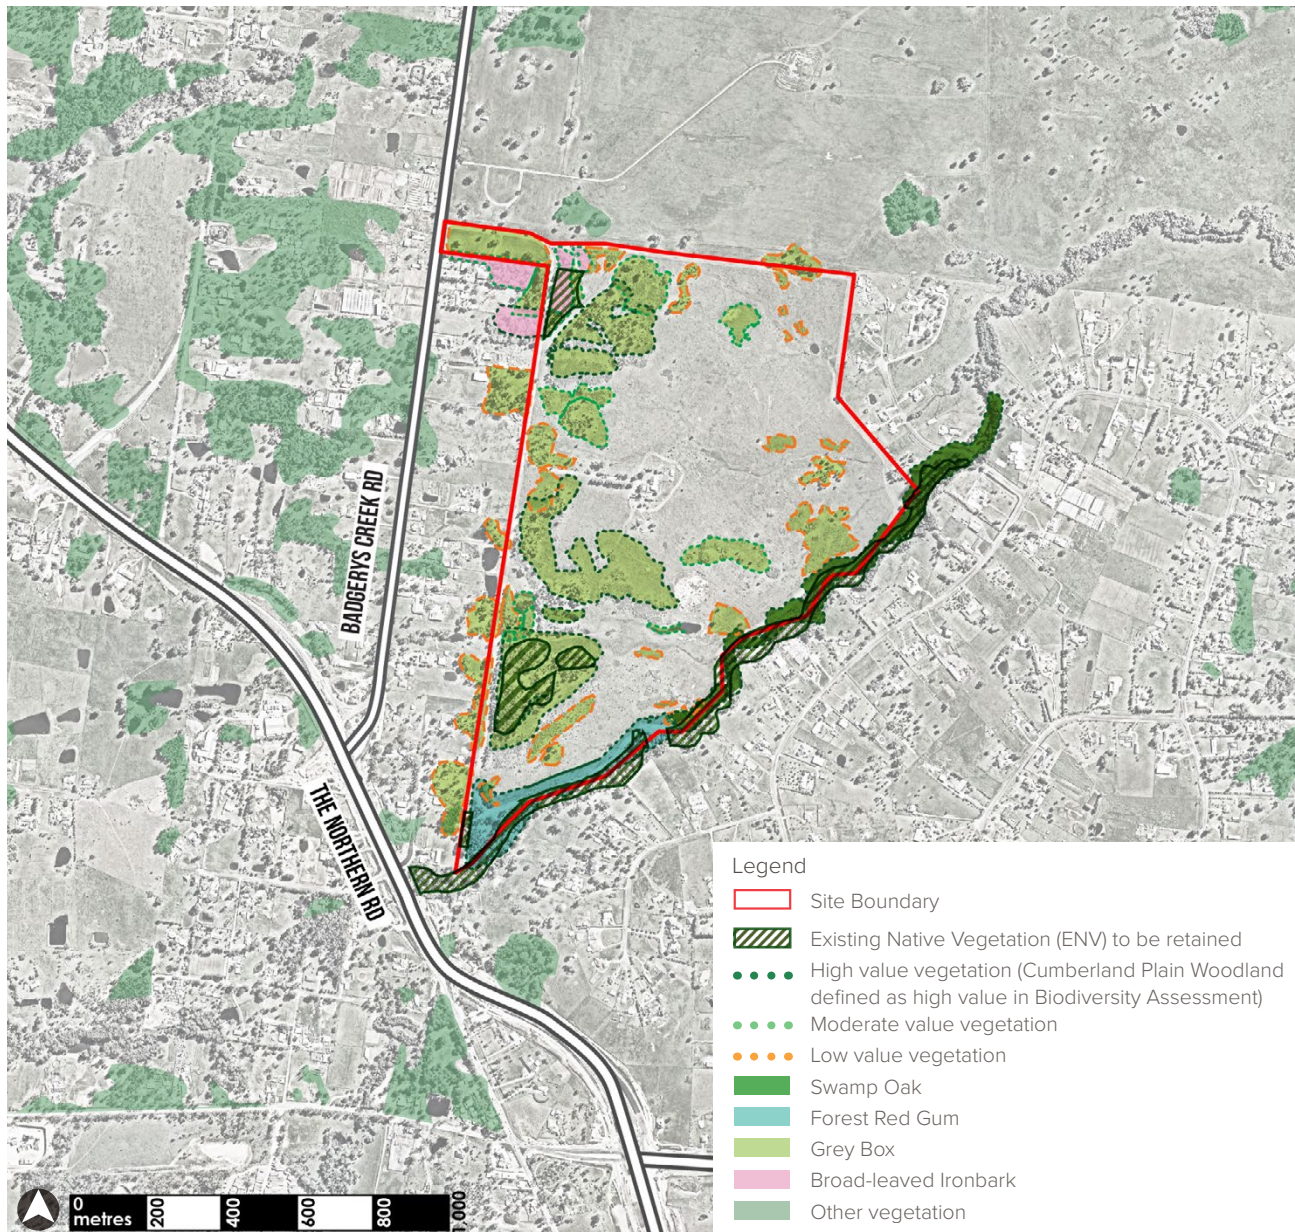 BADGERYS CREEK RD
THE NORTHERN RD
Legend
Site Boundary
Existing Native Vegetation (ENV) to be retained
High value vegetation (Cumberland Plain Woodland
defined as high value in Biodiversity Assessment)
Moderate value vegetation
Low value vegetation
Swamp Oak
Forest Red Gum
Grey Box
Broad-leaved Ironbark
Other vegetation
0 200 400 600 800 1,000
metres